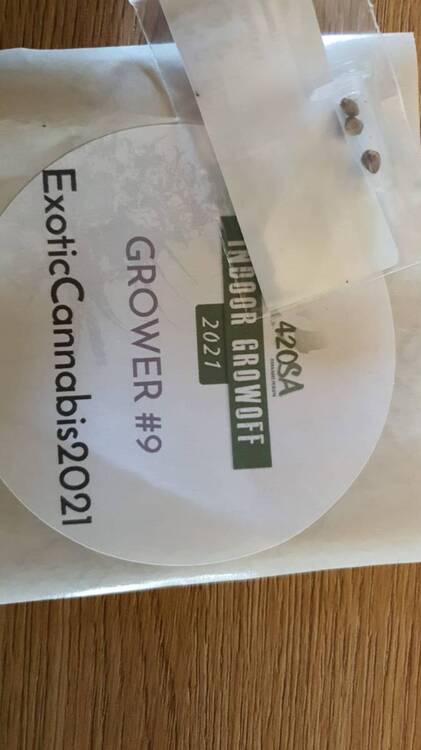 420SA
INDOOR GROWOFF
2021
GROWER #9
ExoticCannabis2021